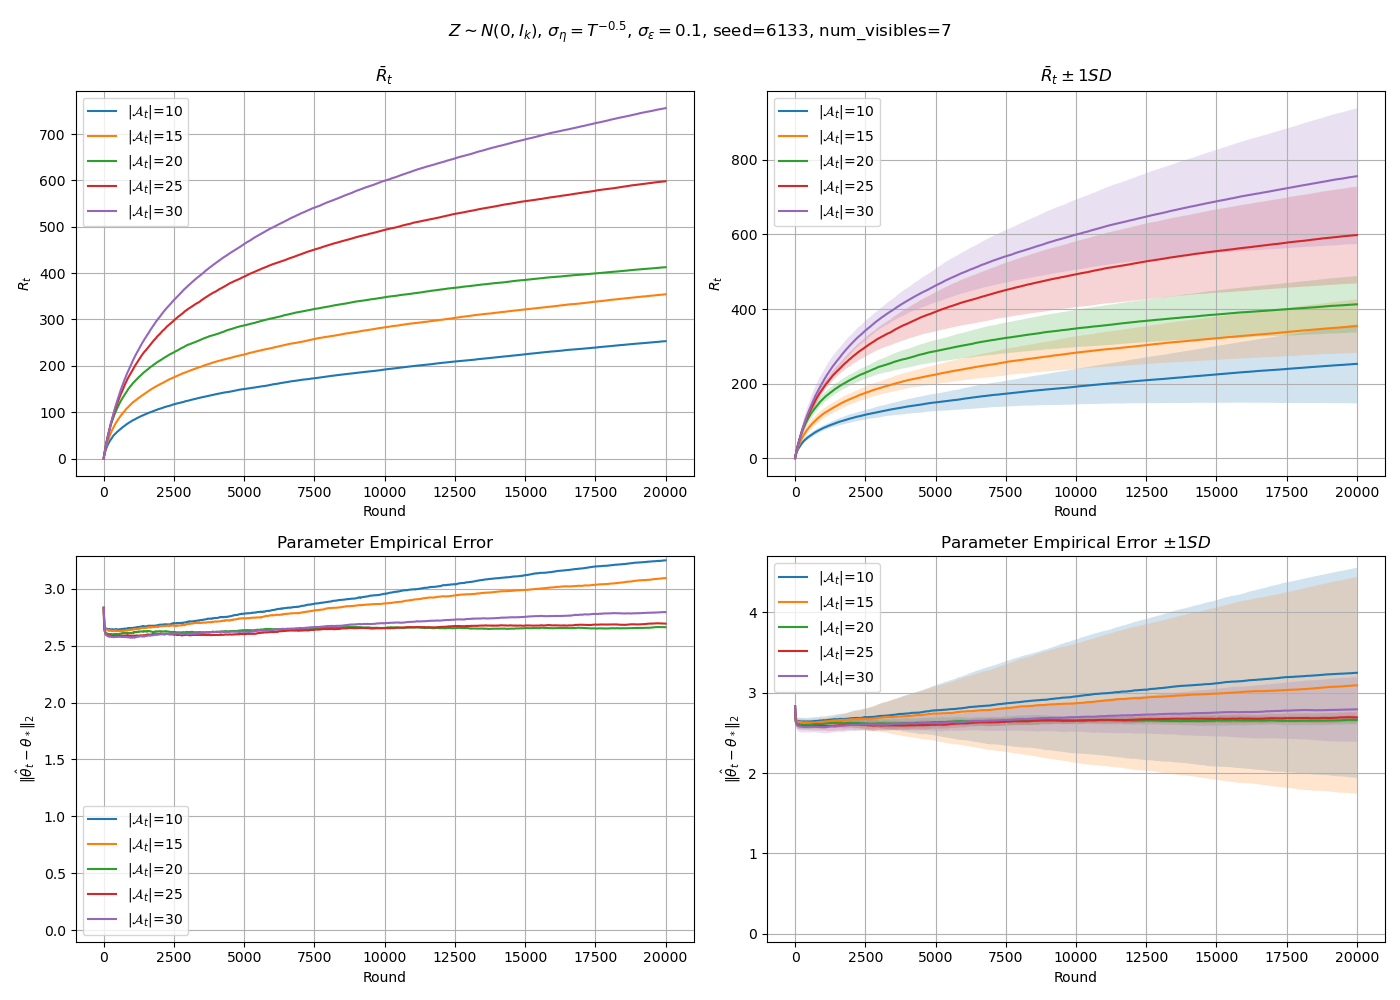 Z ∼ N(0, I_k), σ_η = T^{−0.5}, σ_ε = 0.1, seed=6133, num_visibles=7
R̄_t
|𝒜_t|=10
|𝒜_t|=15
|𝒜_t|=20
|𝒜_t|=25
|𝒜_t|=30
R_t
700
600
500
400
300
200
100
0
0 2500 5000 7500 10000 12500 15000 17500 20000
Round
R̄_t ± 1SD
|𝒜_t|=10
|𝒜_t|=15
|𝒜_t|=20
|𝒜_t|=25
|𝒜_t|=30
R_t
800
600
400
200
0
0 2500 5000 7500 10000 12500 15000 17500 20000
Round
Parameter Empirical Error
‖θ̂_t − θ_*‖_2
3.0
2.5
2.0
1.5
1.0
0.5
0.0
|𝒜_t|=10
|𝒜_t|=15
|𝒜_t|=20
|𝒜_t|=25
|𝒜_t|=30
0 2500 5000 7500 10000 12500 15000 17500 20000
Round
Parameter Empirical Error ±1SD
|𝒜_t|=10
|𝒜_t|=15
|𝒜_t|=20
|𝒜_t|=25
|𝒜_t|=30
‖θ̂_t − θ_*‖_2
4
3
2
1
0
0 2500 5000 7500 10000 12500 15000 17500 20000
Round